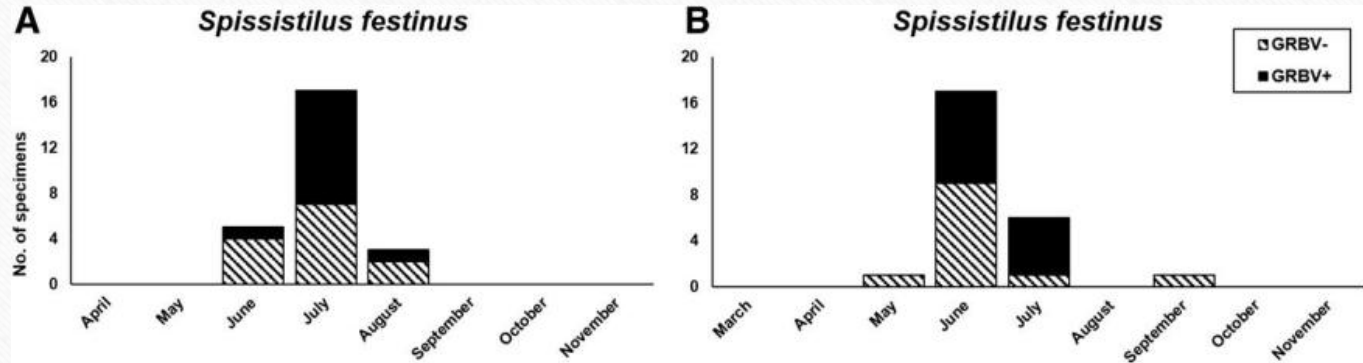 A
Spissistilus festinus
No. of specimens
20
16
12
8
4
0
April
May
June
July
August
September
October
November
B
Spissistilus festinus
GRBV-
GRBV+
20
16
12
8
4
0
March
April
May
June
July
August
September
October
November